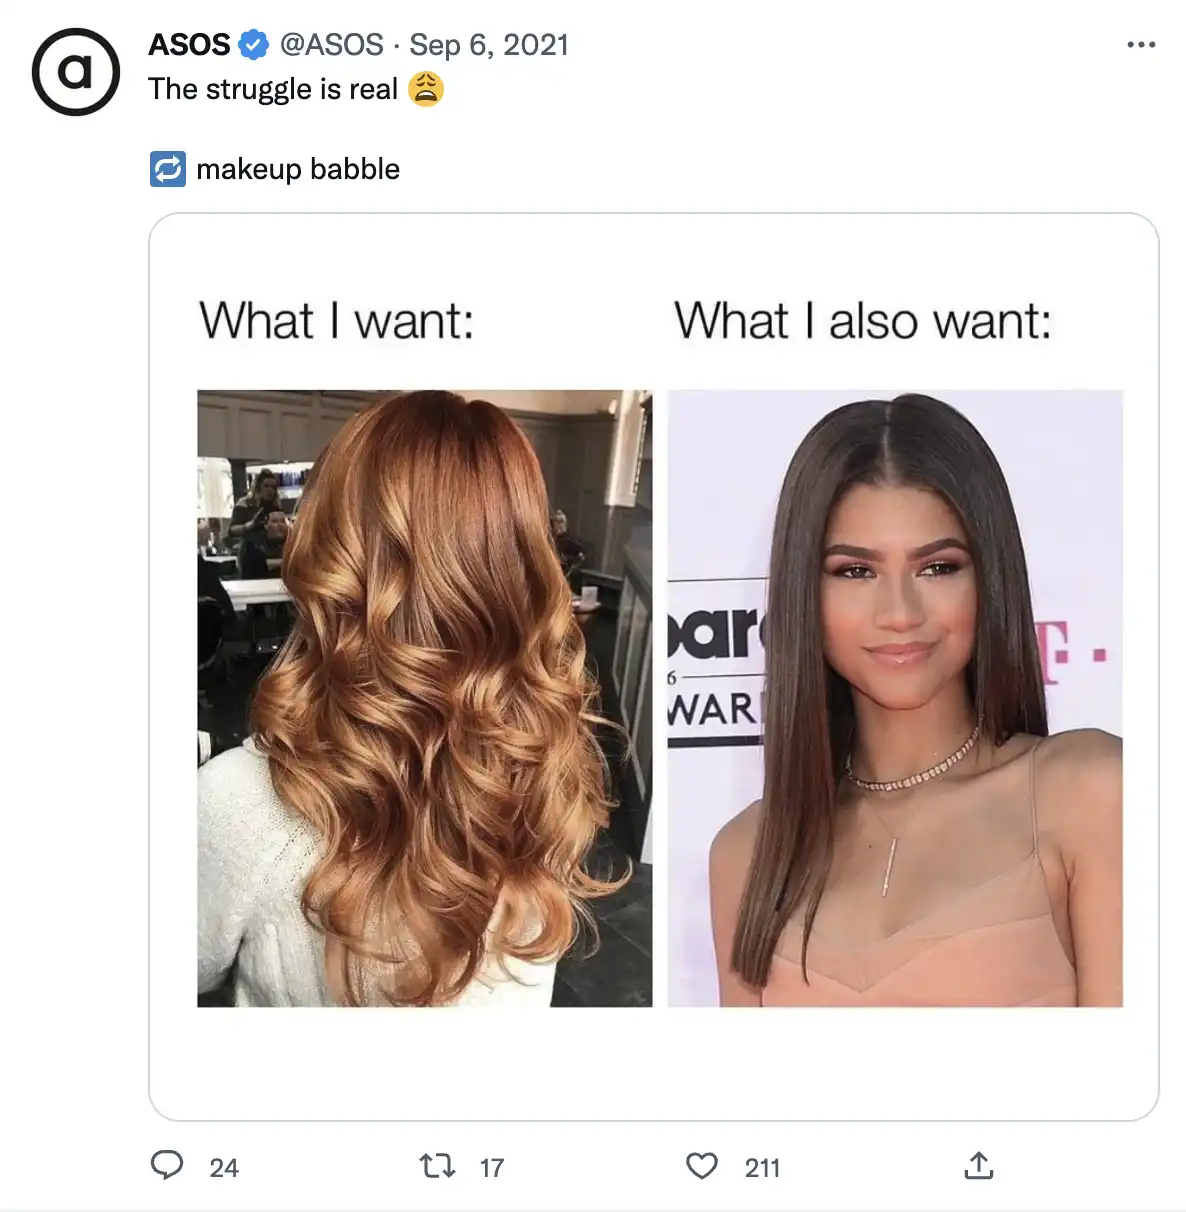 a
ASOS @ASOS · Sep 6, 2021
The struggle is real 😩
🔁 makeup babble
What I want:
What I also want:
oar
6
WAR
T
24
17
211